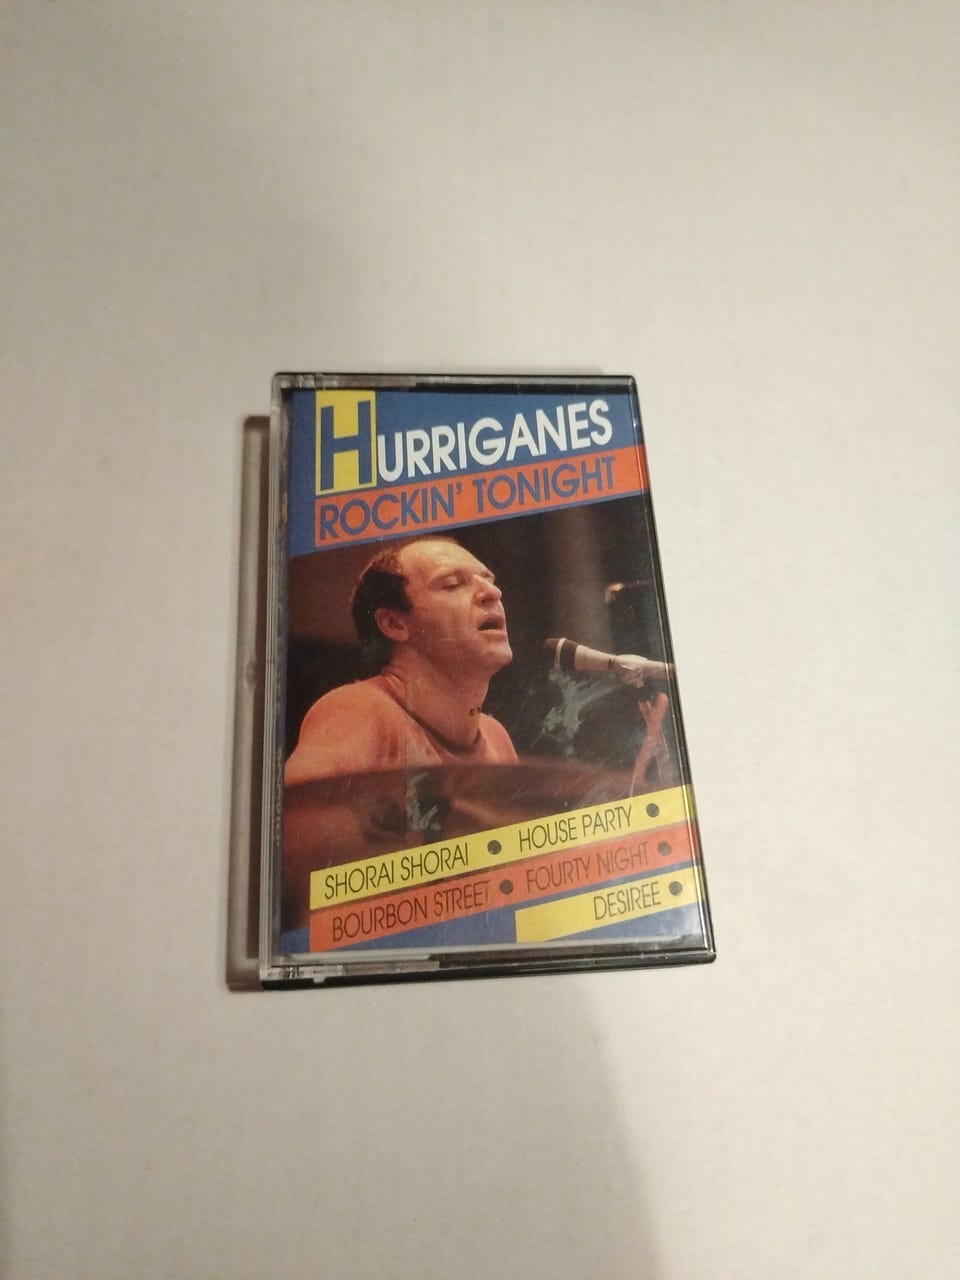 HURRIGANES
ROCKIN' TONIGHT
SHORAI SHORAI • HOUSE PARTY •
BOURBON STREET • FOURTY NIGHT •
DESIREE •